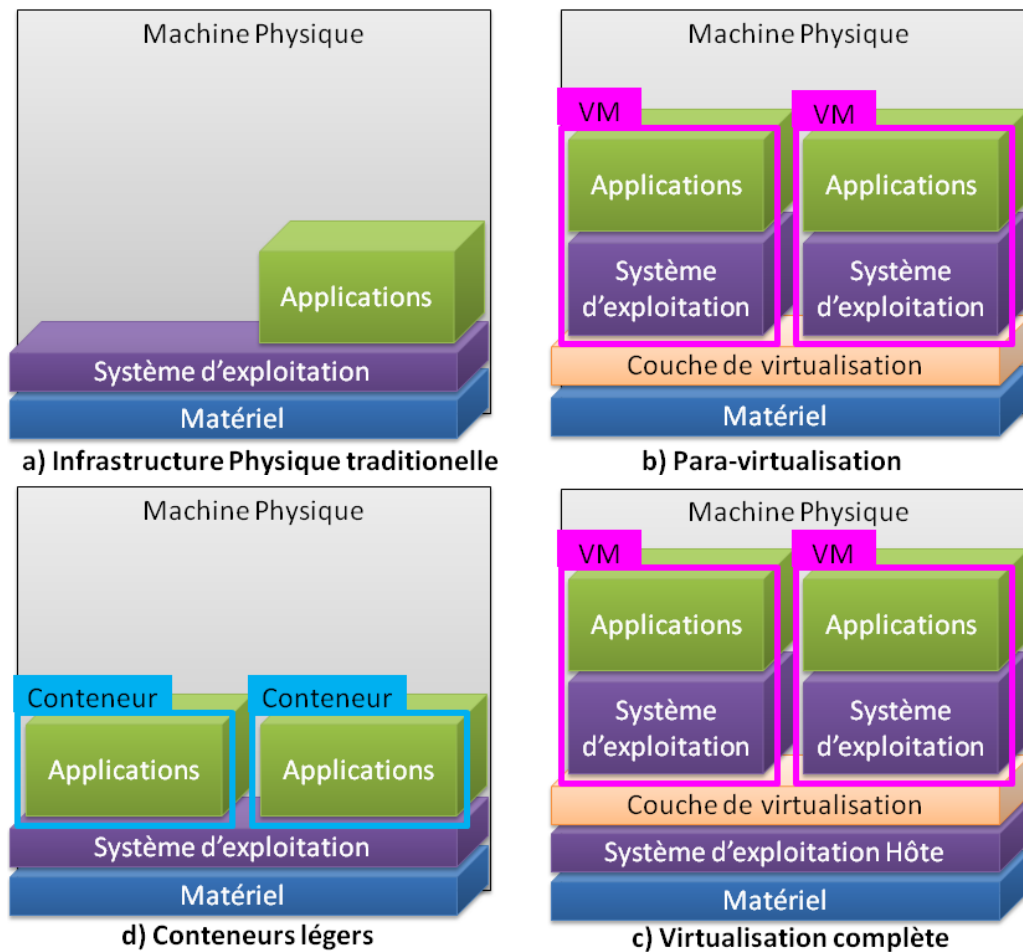 Machine Physique
Applications
Système d'exploitation
Matériel
a) Infrastructure Physique traditionelle
Machine Physique
VM
VM
Applications
Applications
Système
d'exploitation
Système
d'exploitation
Couche de virtualisation
Matériel
b) Para-virtualisation
Machine Physique
Conteneur
Conteneur
Applications
Applications
Système d'exploitation
Matériel
d) Conteneurs légers
Machine Physique
VM
VM
Applications
Applications
Système
d'exploitation
Système
d'exploitation
Couche de virtualisation
Système d'exploitation Hôte
Matériel
c) Virtualisation complète